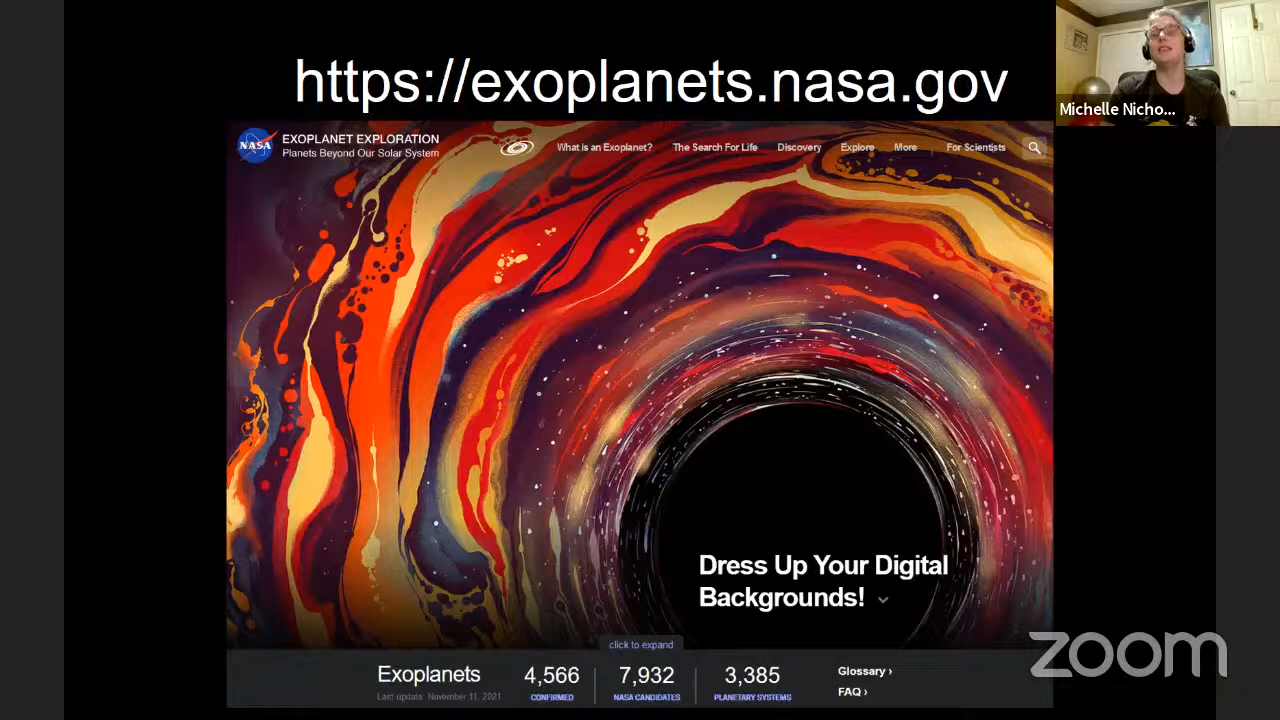 https://exoplanets.nasa.gov
Michelle Nicho...
NASA
EXOPLANET EXPLORATION
Planets Beyond Our Solar System
What is an Exoplanet? The Search For Life Discovery Explore More For Scientists
Dress Up Your Digital
Backgrounds!
click to expand
Exoplanets
Last update: November 11, 2021
4,566
CONFIRMED
7,932
NASA CANDIDATES
3,385
PLANETARY SYSTEMS
Glossary ›
FAQ ›
zoom